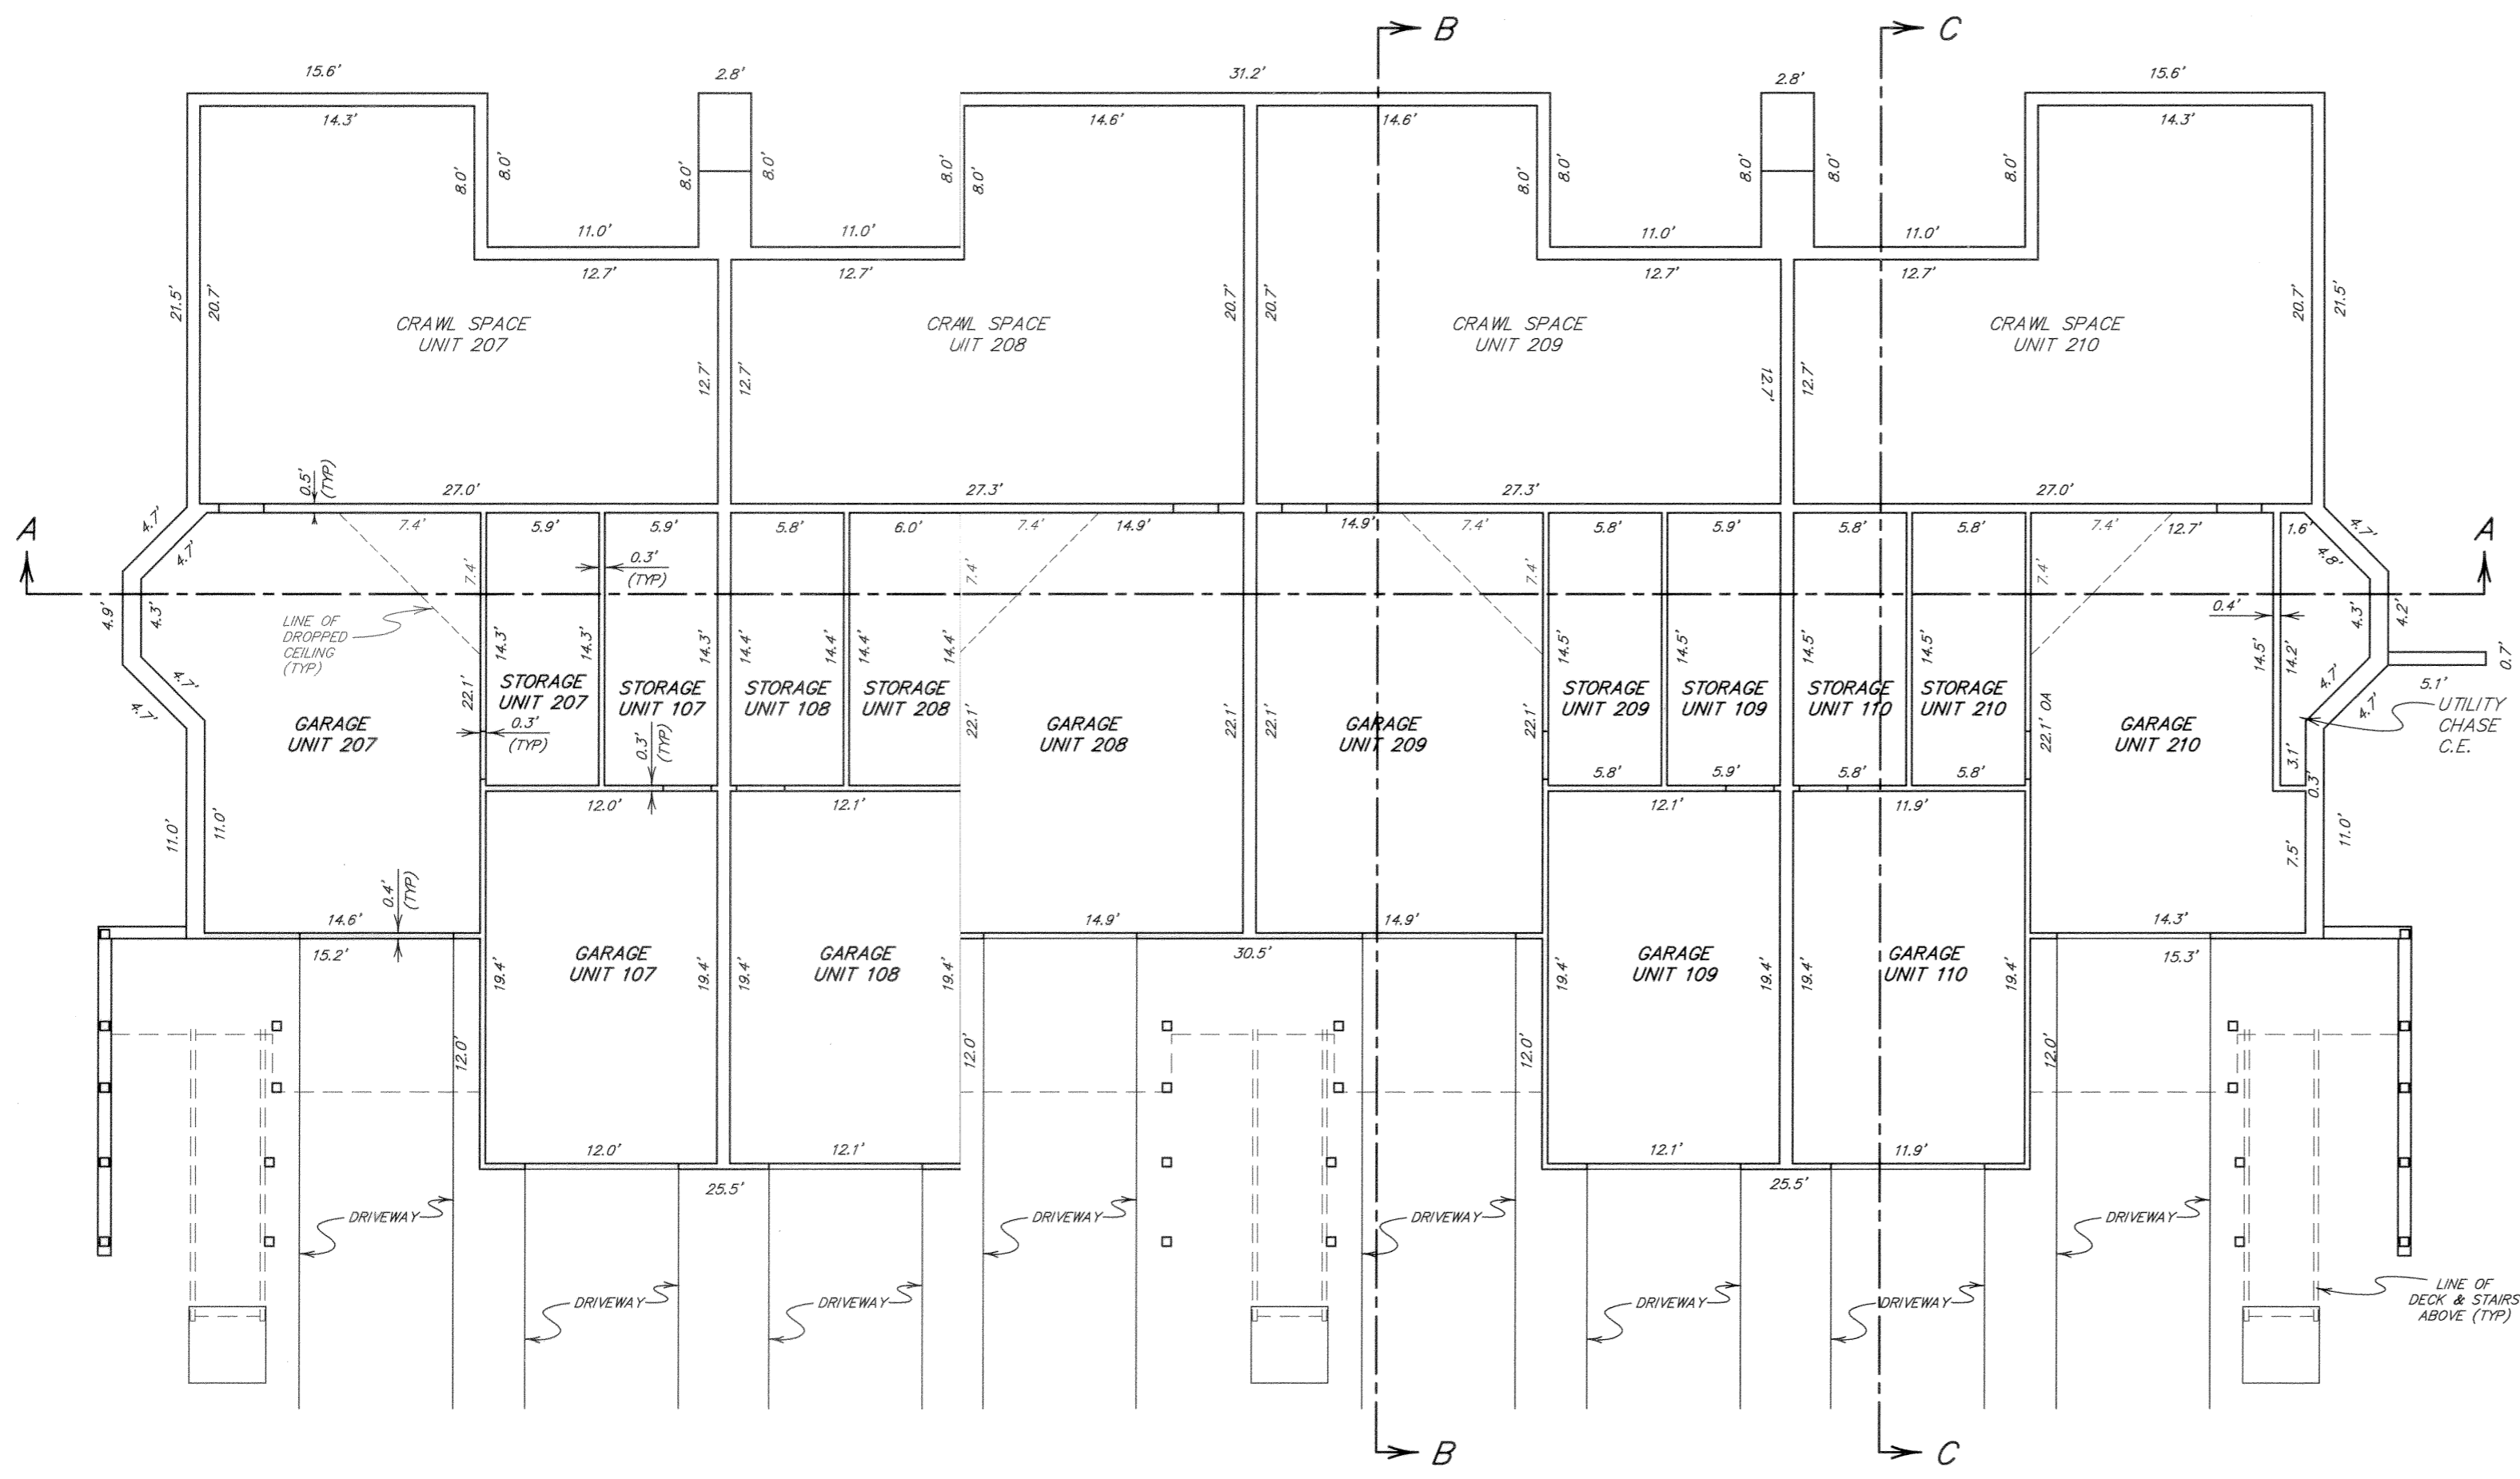 B
C
15.6'
2.8'
31.2'
2.8'
15.6'
14.3'
14.6'
14.6'
14.3'
8.0'
8.0'
8.0'
8.0'
8.0'
8.0'
8.0'
8.0'
8.0'
8.0'
8.0'
11.0'
11.0'
11.0'
11.0'
12.7'
12.7'
12.7'
12.7'
21.5'
20.7'
20.7'
20.7'
20.7'
21.5'
CRAWL SPACE
UNIT 207
CRAWL SPACE
UNIT 208
CRAWL SPACE
UNIT 209
CRAWL SPACE
UNIT 210
12.7'
12.7'
12.7'
12.7'
0.5'
(TYP)
27.0'
27.3'
27.3'
27.0'
A
4.7'
4.7'
7.4'
5.9'
5.9'
5.8'
6.0'
7.4'
14.9'
14.9'
7.4'
5.8'
5.9'
5.8'
5.8'
7.4'
12.7'
1.6'
4.7'
4.8'
A
0.3'
(TYP)
7.4'
7.4'
7.4'
7.4'
4.9'
4.3'
0.4'
4.3'
4.2'
LINE OF
DROPPED
CEILING
(TYP)
14.3'
14.3'
14.3'
14.4'
14.4'
14.4'
14.4'
14.5'
14.5'
14.5'
14.5'
14.5'
14.2'
0.7'
4.7'
4.7'
4.7'
4.7'
5.1'
UTILITY
CHASE
C.E.
STORAGE
UNIT 207
STORAGE
UNIT 107
STORAGE
UNIT 108
STORAGE
UNIT 208
STORAGE
UNIT 209
STORAGE
UNIT 109
STORAGE
UNIT 110
STORAGE
UNIT 210
22.1'
22.1'
22.1'
22.1'
22.1'
22.1' OA
GARAGE
UNIT 207
0.3'
(TYP)
0.3'
(TYP)
GARAGE
UNIT 208
GARAGE
UNIT 209
GARAGE
UNIT 210
3.1'
0.3'
5.8'
5.9'
5.8'
5.8'
12.0'
12.1'
12.1'
11.9'
11.0'
11.0'
7.5'
11.0'
0.4'
(TYP)
14.6'
14.9'
14.9'
14.3'
15.2'
30.5'
15.3'
19.4'
19.4'
19.4'
19.4'
19.4'
19.4'
19.4'
19.4'
GARAGE
UNIT 107
GARAGE
UNIT 108
GARAGE
UNIT 109
GARAGE
UNIT 110
12.0'
12.0'
12.0'
12.0'
12.0'
12.1'
12.1'
11.9'
25.5'
25.5'
DRIVEWAY
DRIVEWAY
DRIVEWAY
DRIVEWAY
DRIVEWAY
DRIVEWAY
DRIVEWAY
DRIVEWAY
LINE OF
DECK & STAIRS
ABOVE (TYP)
B
C